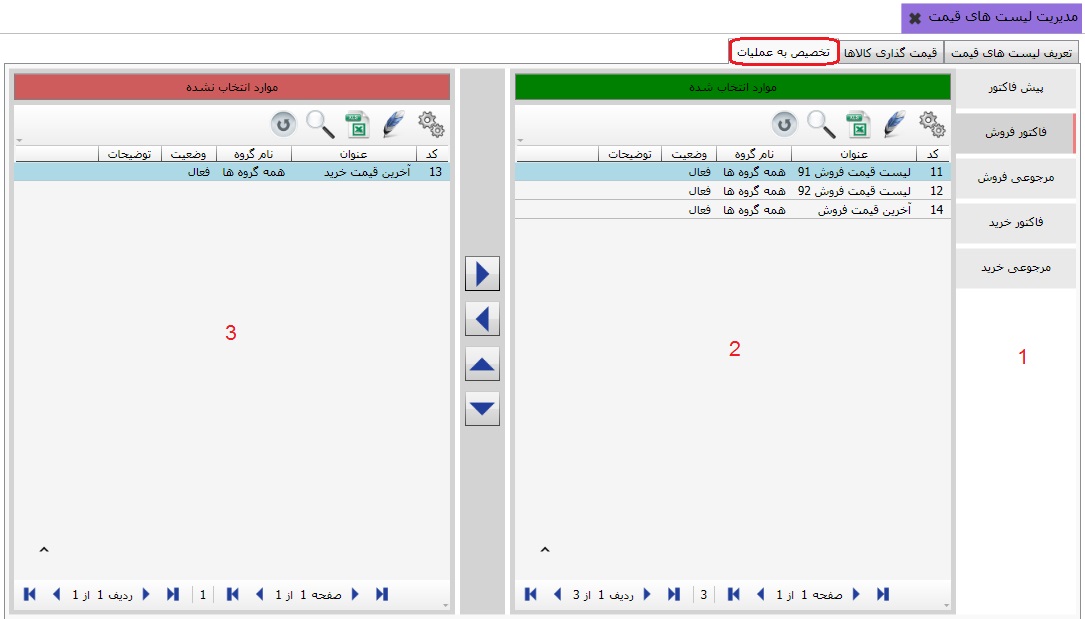 مدیریت لیست های قیمت
تعریف لیست های قیمت
قیمت گذاری کالاها
تخصیص به عملیات
پیش فاکتور
فاکتور فروش
مرجوعی فروش
فاکتور خرید
مرجوعی خرید
1
موارد انتخاب شده
کد عنوان نام گروه وضعیت توضیحات
11 لیست قیمت فروش 91 همه گروه ها فعال
12 لیست قیمت فروش 92 همه گروه ها فعال
14 آخرین قیمت فروش همه گروه ها فعال
2
صفحه 1 از 1
3
ردیف 1 از 3
موارد انتخاب نشده
کد عنوان نام گروه وضعیت توضیحات
13 آخرین قیمت خرید همه گروه ها فعال
3
صفحه 1 از 1
1
ردیف 1 از 1